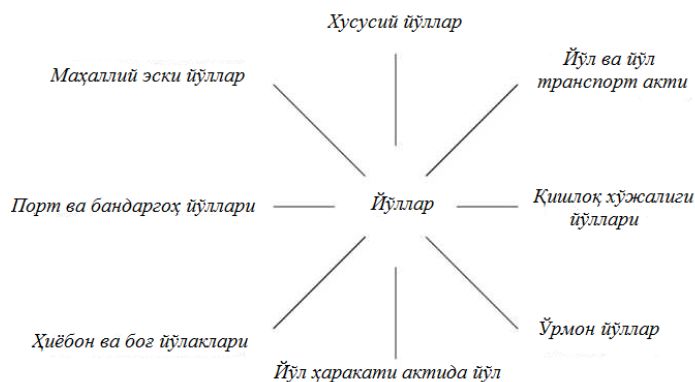 Хусусий йўллар
Маҳаллий эски йўллар
Йўл ва йўл
транспорт акти
Порт ва бандаргоҳ йўллари
Йўллар
Қишлоқ хўжалиги
йўллари
Ҳиёбон ва боғ йўлаклари
Ўрмон йўллар
Йўл ҳаракати актида йўл